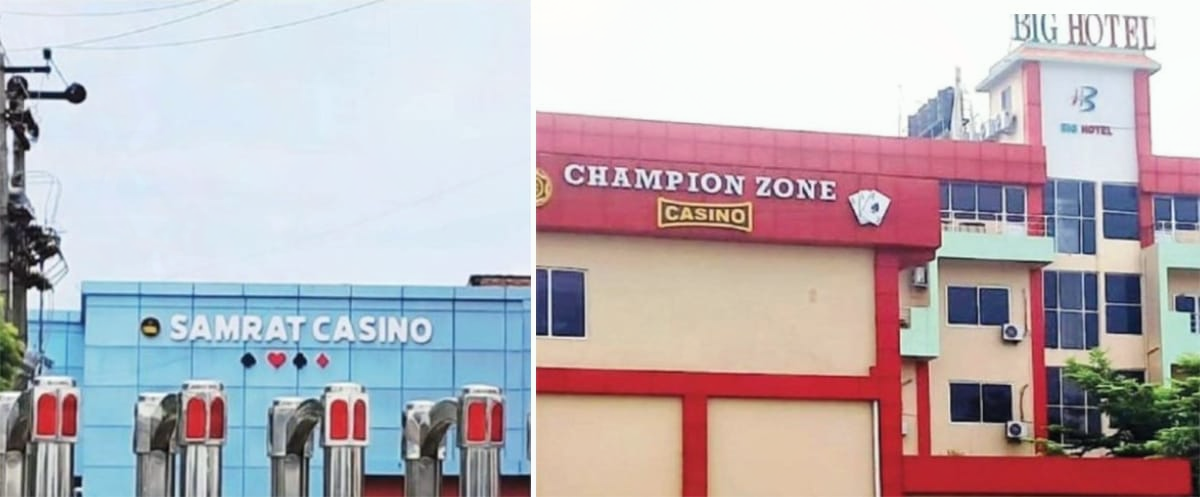 SAMRAT CASINO
BIG HOTEL
BIG HOTEL
CHAMPION ZONE
CASINO